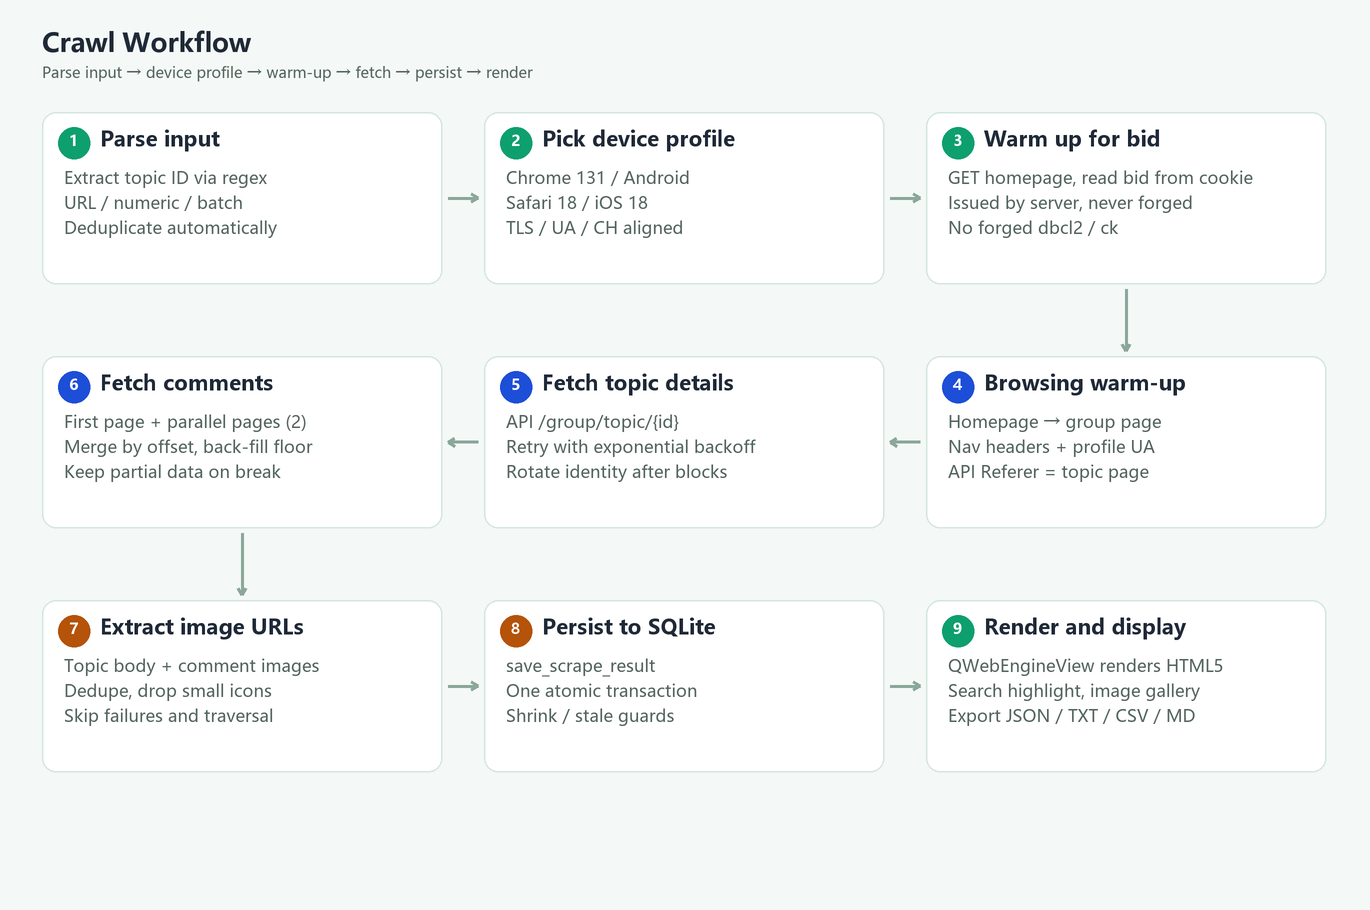 Crawl Workflow
Parse input → device profile → warm-up → fetch → persist → render
1 Parse input
Extract topic ID via regex
URL / numeric / batch
Deduplicate automatically
2 Pick device profile
Chrome 131 / Android
Safari 18 / iOS 18
TLS / UA / CH aligned
3 Warm up for bid
GET homepage, read bid from cookie
Issued by server, never forged
No forged dbcl2 / ck
4 Browsing warm-up
Homepage → group page
Nav headers + profile UA
API Referer = topic page
5 Fetch topic details
API /group/topic/{id}
Retry with exponential backoff
Rotate identity after blocks
6 Fetch comments
First page + parallel pages (2)
Merge by offset, back-fill floor
Keep partial data on break
7 Extract image URLs
Topic body + comment images
Dedupe, drop small icons
Skip failures and traversal
8 Persist to SQLite
save_scrape_result
One atomic transaction
Shrink / stale guards
9 Render and display
QWebEngineView renders HTML5
Search highlight, image gallery
Export JSON / TXT / CSV / MD